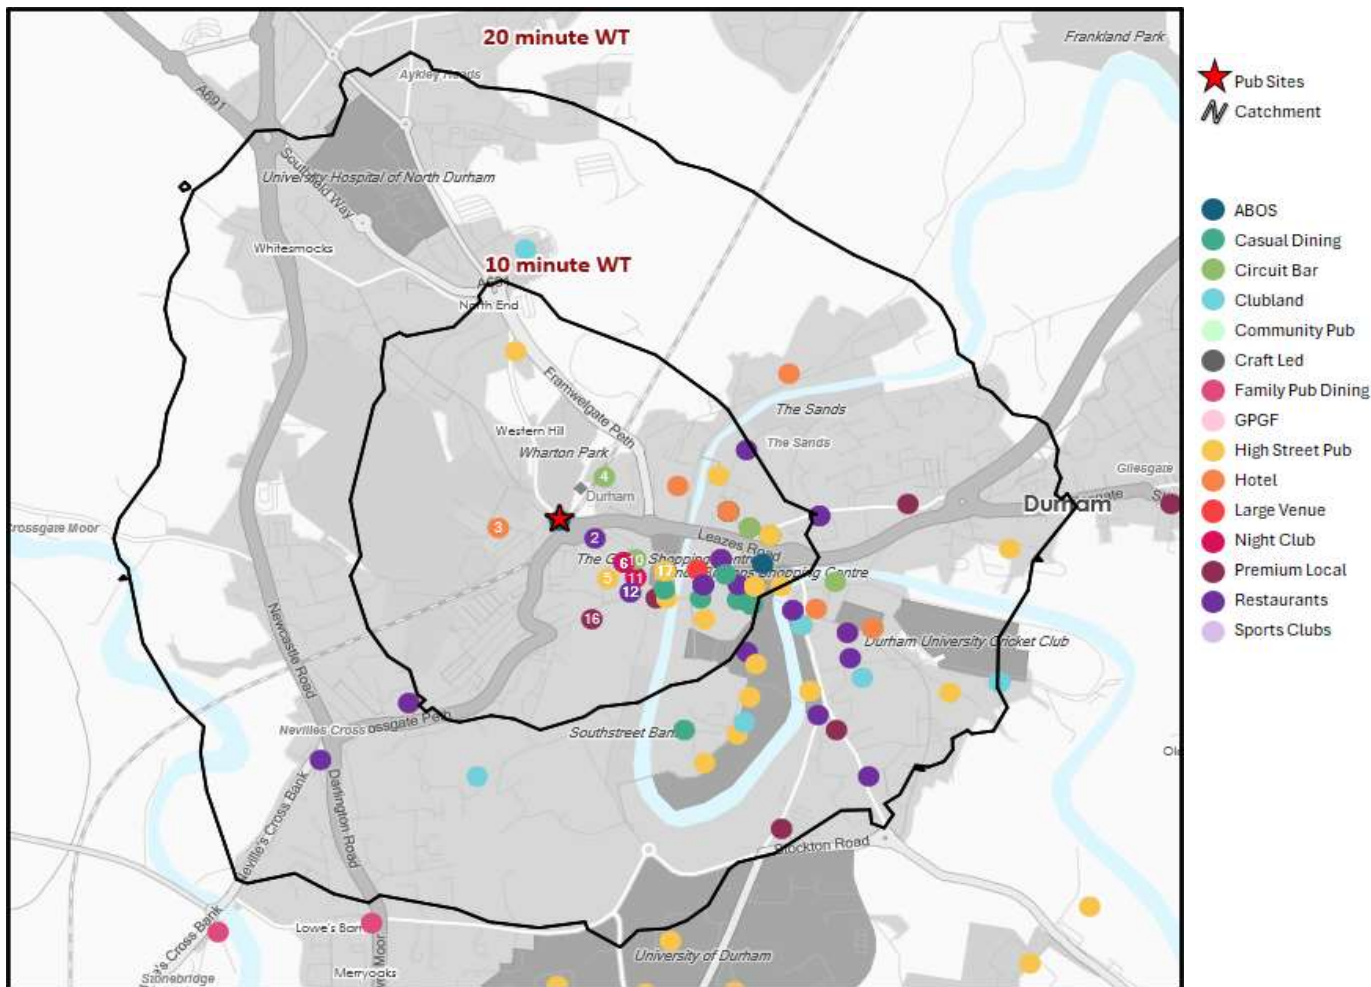 20 minute WT
Frankland Park
Aykley Heads
A691
Southfield Way
University Hospital of North Durham
Whitesmocks
10 minute WT
North End
Framwelgate Peth
Western Hill
Wharton Park
The Sands
The Sands
Gilesgate
Durham
Crossgate Moor
4
Durham
3
2
Leazes Road
6
10
5
11
17
12
16
Shopping Centre
Durham University Cricket Club
Newcastle Road
Nevilles Cross
ossgate Peth
Southstreet Ban
Neville's Cross Bank
Darlington Road
Stockton Road
Lowe's Barn
Merryoaks
Stonebridge
University of Durham
Pub Sites
Catchment
ABOS
Casual Dining
Circuit Bar
Clubland
Community Pub
Craft Led
Family Pub Dining
GPGF
High Street Pub
Hotel
Large Venue
Night Club
Premium Local
Restaurants
Sports Clubs